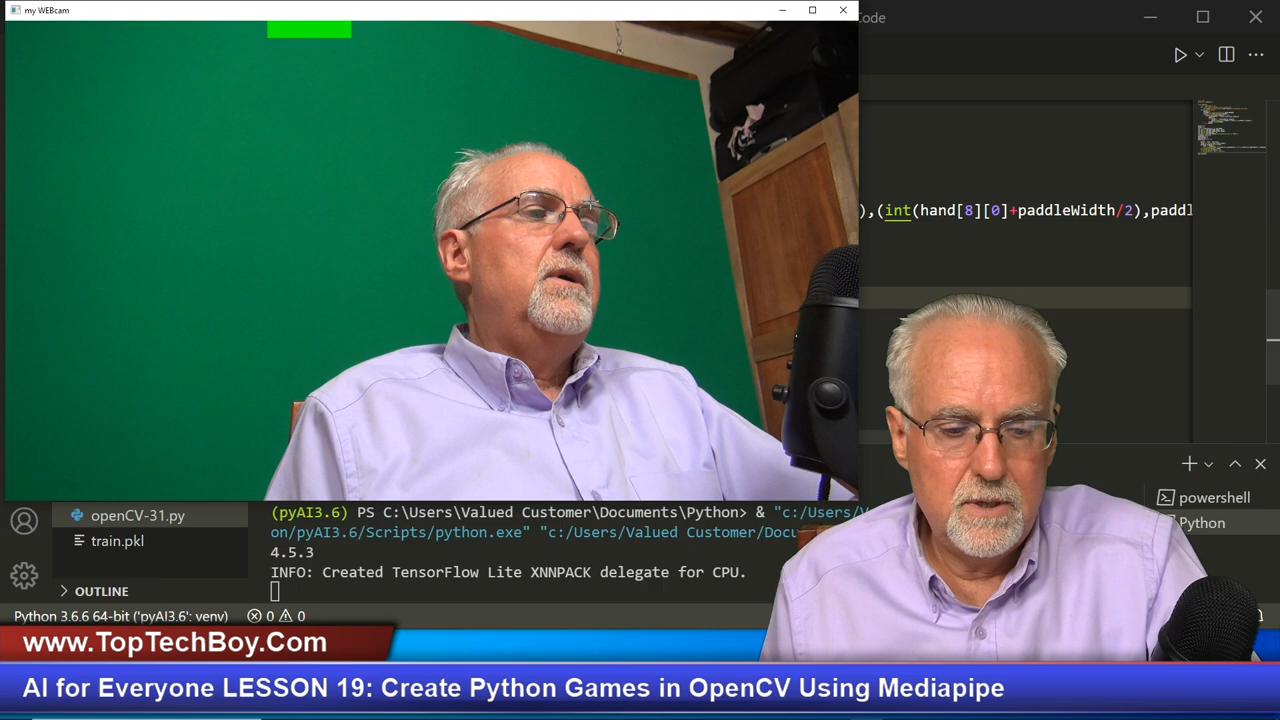 my WEBcam
Code
),(int(hand[8][0]+paddleWidth/2),paddl
powershell
Python
openCV-31.py
train.pkl
OUTLINE
(pyAI3.6) PS C:\Users\Valued Customer\Documents\Python> & "c:/Users/V
on/pyAI3.6/Scripts/python.exe" "c:/Users/Valued Customer/Docu
4.5.3
INFO: Created TensorFlow Lite XNNPACK delegate for CPU.
Python 3.6.6 64-bit ('pyAI3.6': venv) 0 0
www.TopTechBoy.Com
AI for Everyone LESSON 19: Create Python Games in OpenCV Using Mediapipe